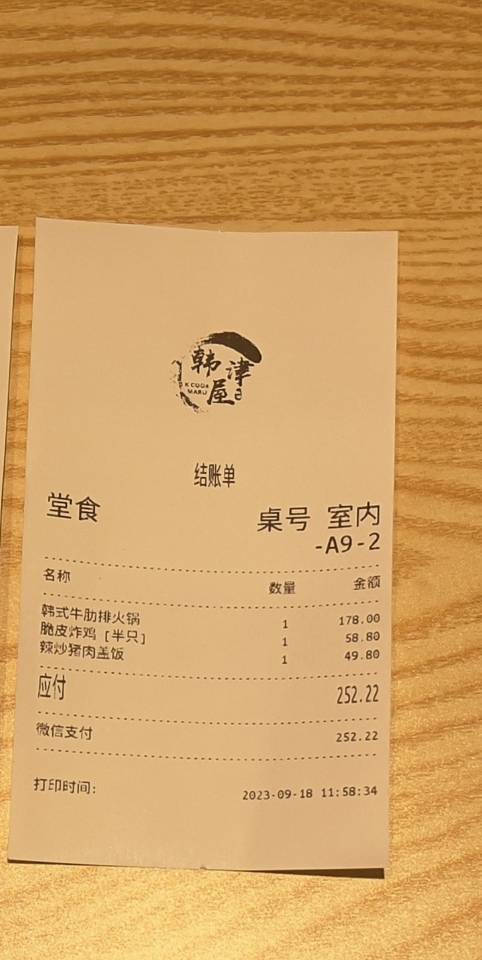 韩津
K COOK
MARU
屋
结账单
堂食 桌号 室内
-A9-2
名称 数量 金额
韩式牛肋排火锅 1 178.00
脆皮炸鸡 [半只] 1 58.80
辣炒猪肉盖饭 1 49.80
应付 252.22
微信支付 252.22
打印时间: 2023-09-18 11:58:34